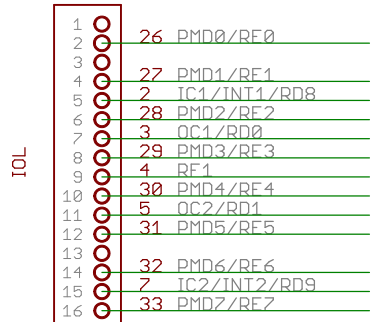 1
2 26 PMD0/RE0
3
4 27 PMD1/RE1
5 2 IC1/INT1/RD8
6 28 PMD2/RE2
7 3 OC1/RD0
8 29 PMD3/RE3
9 4 RF1
10 30 PMD4/RE4
11 5 OC2/RD1
12 31 PMD5/RE5
13
14 32 PMD6/RE6
15 7 IC2/INT2/RD9
16 33 PMD7/RE7
IOL